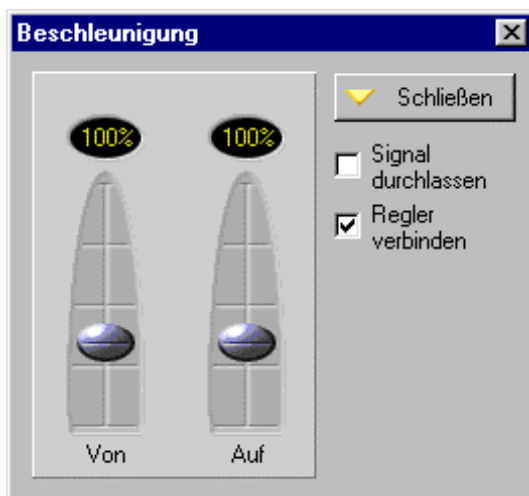 Beschleunigung
100%
100%
Schließen
Signal
durchlassen
Regler
verbinden
Von
Auf